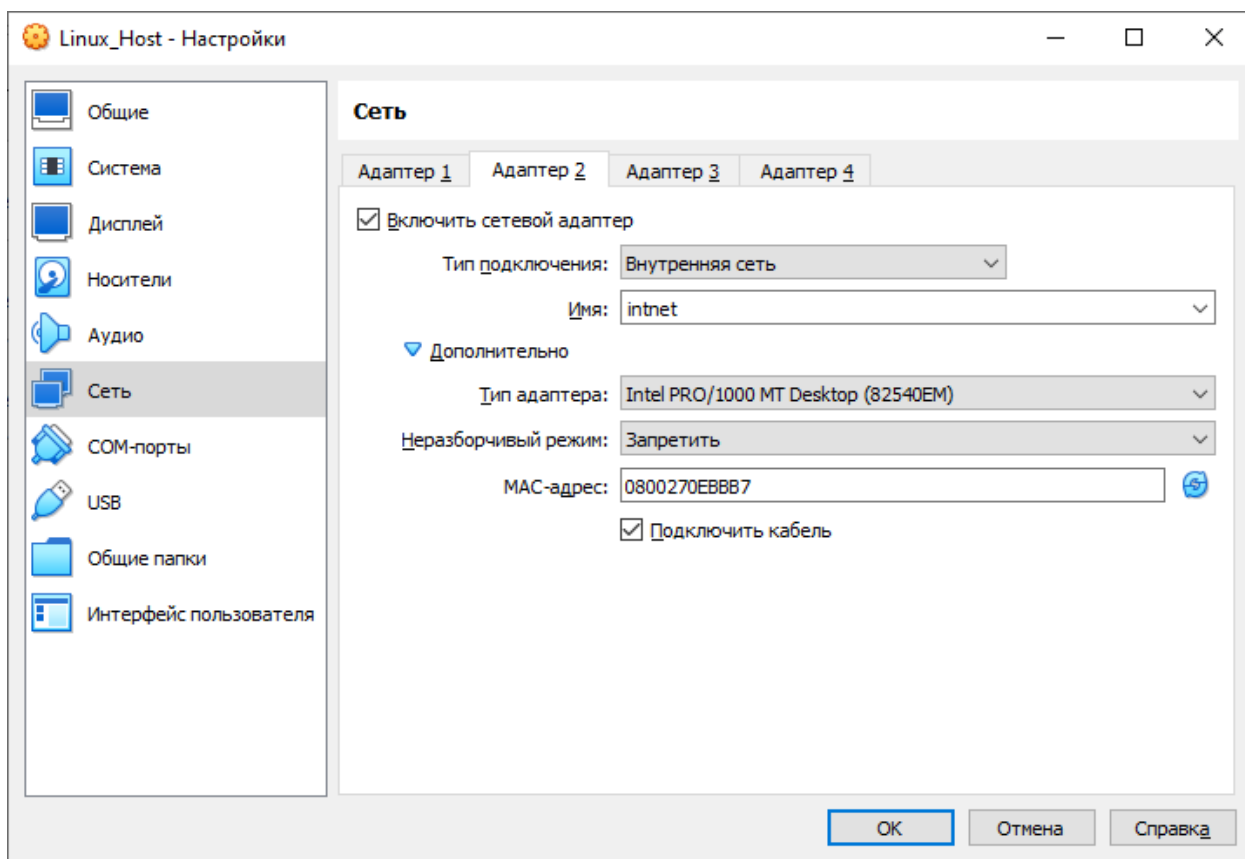 Linux_Host - Настройки
Общие
Система
Дисплей
Носители
Аудио
Сеть
COM-порты
USB
Общие папки
Интерфейс пользователя
Сеть
Адаптер 1 Адаптер 2 Адаптер 3 Адаптер 4
Включить сетевой адаптер
Тип подключения: Внутренняя сеть
Имя: intnet
Дополнительно
Тип адаптера: Intel PRO/1000 MT Desktop (82540EM)
Неразборчивый режим: Запретить
MAC-адрес: 0800270EBBB7
Подключить кабель
OK Отмена Справка